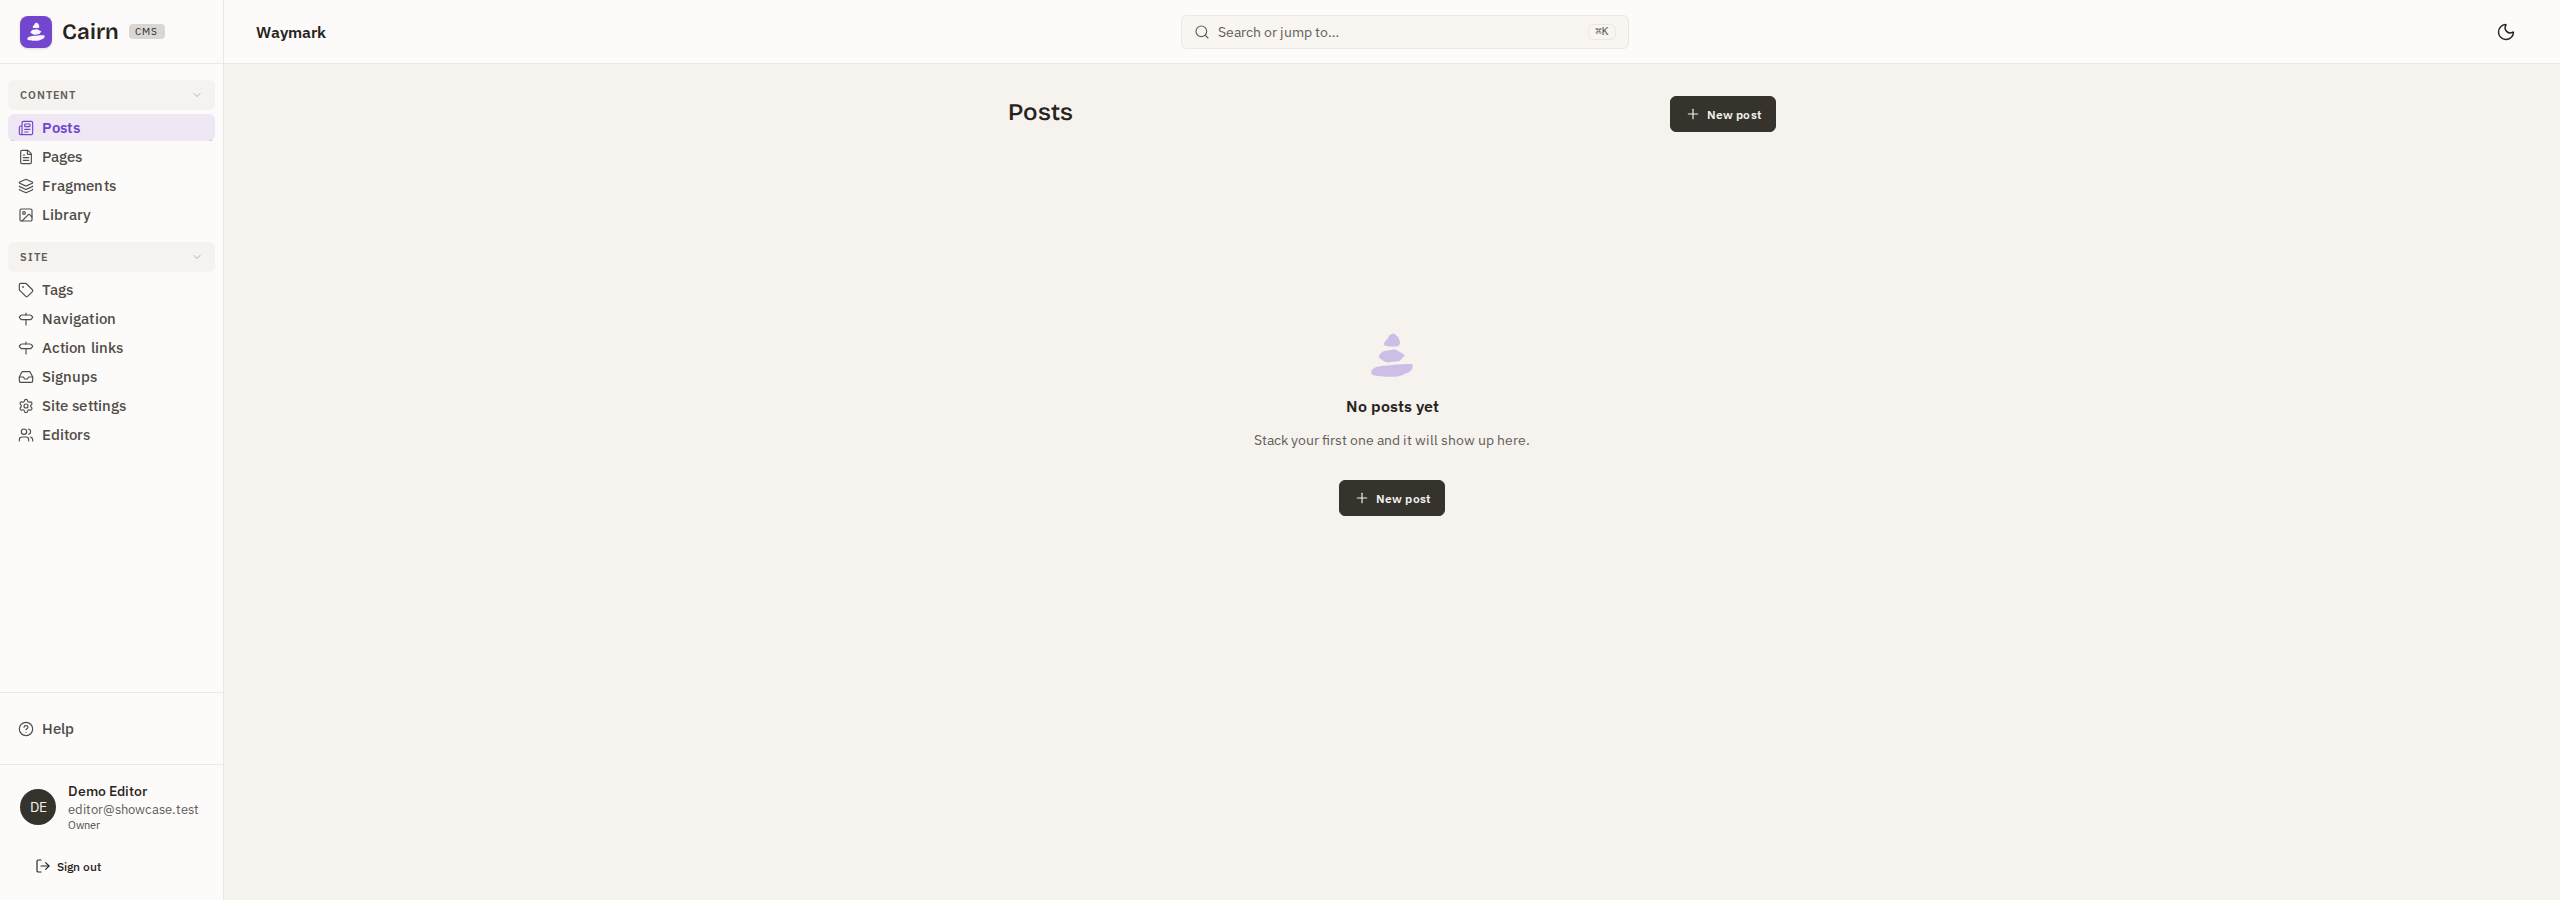 Cairn CMS
Waymark
Search or jump to...
⌘K
CONTENT
Posts
Pages
Fragments
Library
SITE
Tags
Navigation
Action links
Signups
Site settings
Editors
Help
DE
Demo Editor
editor@showcase.test
Owner
Sign out
Posts
New post
No posts yet
Stack your first one and it will show up here.
New post